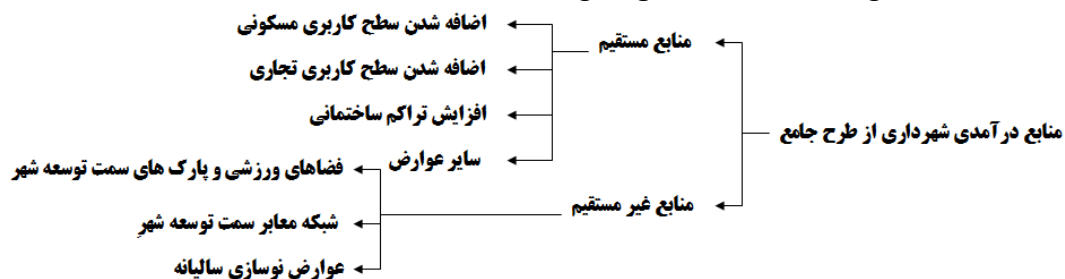 منابع درآمدی شهرداری از طرح جامع
منابع مستقیم
اضافه شدن سطح کاربری مسکونی
اضافه شدن سطح کاربری تجاری
افزایش تراکم ساختمانی
سایر عوارض
منابع غیر مستقیم
فضاهای ورزشی و پارک های سمت توسعه شهر
شبکه معابر سمت توسعه شهرِ
عوارض نوسازی سالیانه